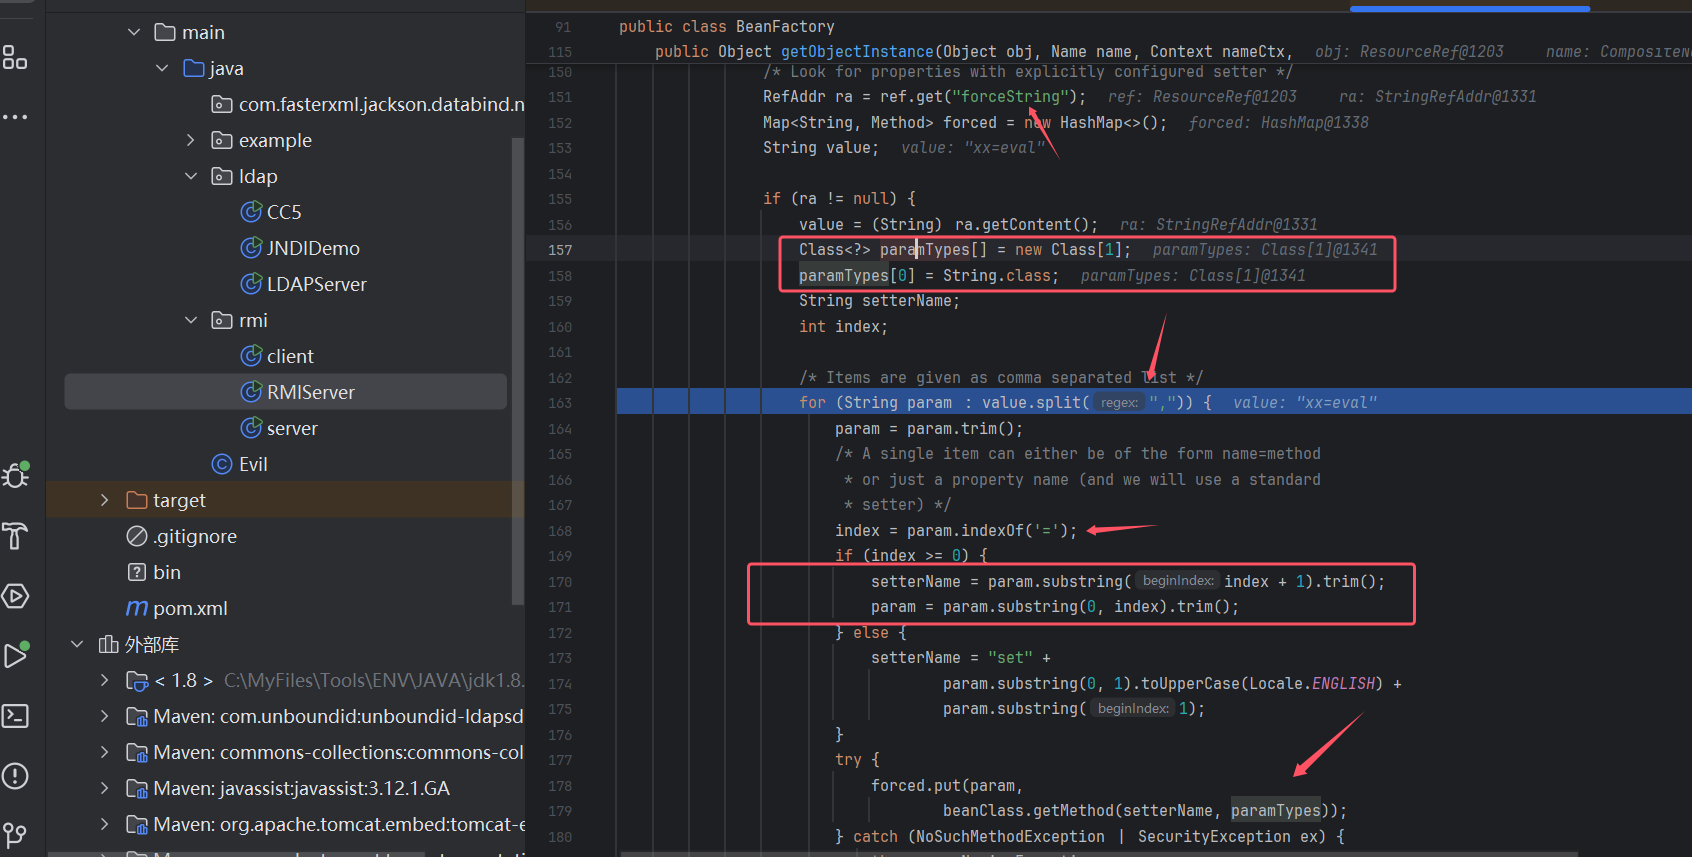 main
java
com.fasterxml.jackson.databind.n
example
ldap
CC5
JNDIDemo
LDAPServer
rmi
client
RMIServer
server
Evil
target
.gitignore
bin
pom.xml
外部库
< 1.8 > C:\MyFiles\Tools\ENV\JAVA\jdk1.8.
Maven: com.unboundid:unboundid-ldapsd
Maven: commons-collections:commons-col
Maven: javassist:javassist:3.12.1.GA
Maven: org.apache.tomcat.embed:tomcat-e
91 public class BeanFactory
115 public Object getObjectInstance(Object obj, Name name, Context nameCtx, obj: ResourceRef@1203 name: CompositeN
150 /* Look for properties with explicitly configured setter */
151 RefAddr ra = ref.get("forceString"); ref: ResourceRef@1203 ra: StringRefAddr@1331
152 Map<String, Method> forced = new HashMap<>(); forced: HashMap@1338
153 String value; value: "xx=eval"
154
155 if (ra != null) {
156 value = (String) ra.getContent(); ra: StringRefAddr@1331
157 Class<?> paramTypes[] = new Class[1]; paramTypes: Class[1]@1341
158 paramTypes[0] = String.class; paramTypes: Class[1]@1341
159 String setterName;
160 int index;
161
162 /* Items are given as comma separated list */
163 for (String param : value.split( regex: ",")) { value: "xx=eval"
164 param = param.trim();
165 /* A single item can either be of the form name=method
166 * or just a property name (and we will use a standard
167 * setter) */
168 index = param.indexOf('=');
169 if (index >= 0) {
170 setterName = param.substring( beginIndex: index + 1).trim();
171 param = param.substring(0, index).trim();
172 } else {
173 setterName = "set" +
174 param.substring(0, 1).toUpperCase(Locale.ENGLISH) +
175 param.substring( beginIndex: 1);
176 }
177 try {
178 forced.put(param,
179 beanClass.getMethod(setterName, paramTypes));
180 } catch (NoSuchMethodException | SecurityException ex) {